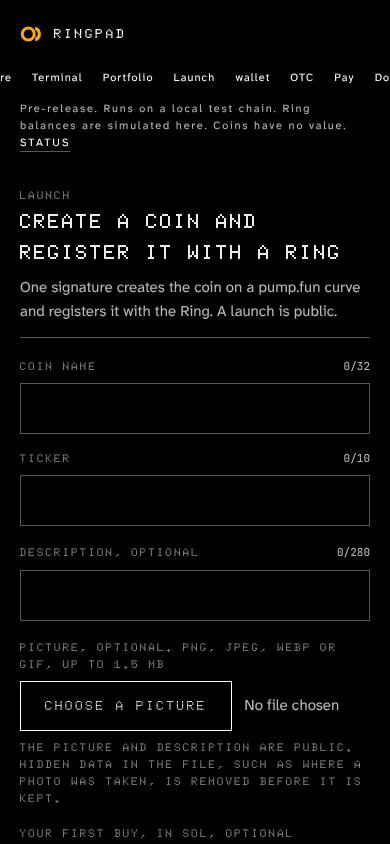 RINGPAD
re Terminal Portfolio Launch wallet OTC Pay Do
Pre-release. Runs on a local test chain. Ring
balances are simulated here. Coins have no value.
STATUS
LAUNCH
CREATE A COIN AND
REGISTER IT WITH A RING
One signature creates the coin on a pump.fun curve
and registers it with the Ring. A launch is public.
COIN NAME 0/32
TICKER 0/10
DESCRIPTION, OPTIONAL 0/280
PICTURE, OPTIONAL. PNG, JPEG, WEBP OR
GIF, UP TO 1.5 MB
CHOOSE A PICTURE No file chosen
THE PICTURE AND DESCRIPTION ARE PUBLIC.
HIDDEN DATA IN THE FILE, SUCH AS WHERE A
PHOTO WAS TAKEN, IS REMOVED BEFORE IT IS
KEPT.
YOUR FIRST BUY, IN SOL, OPTIONAL